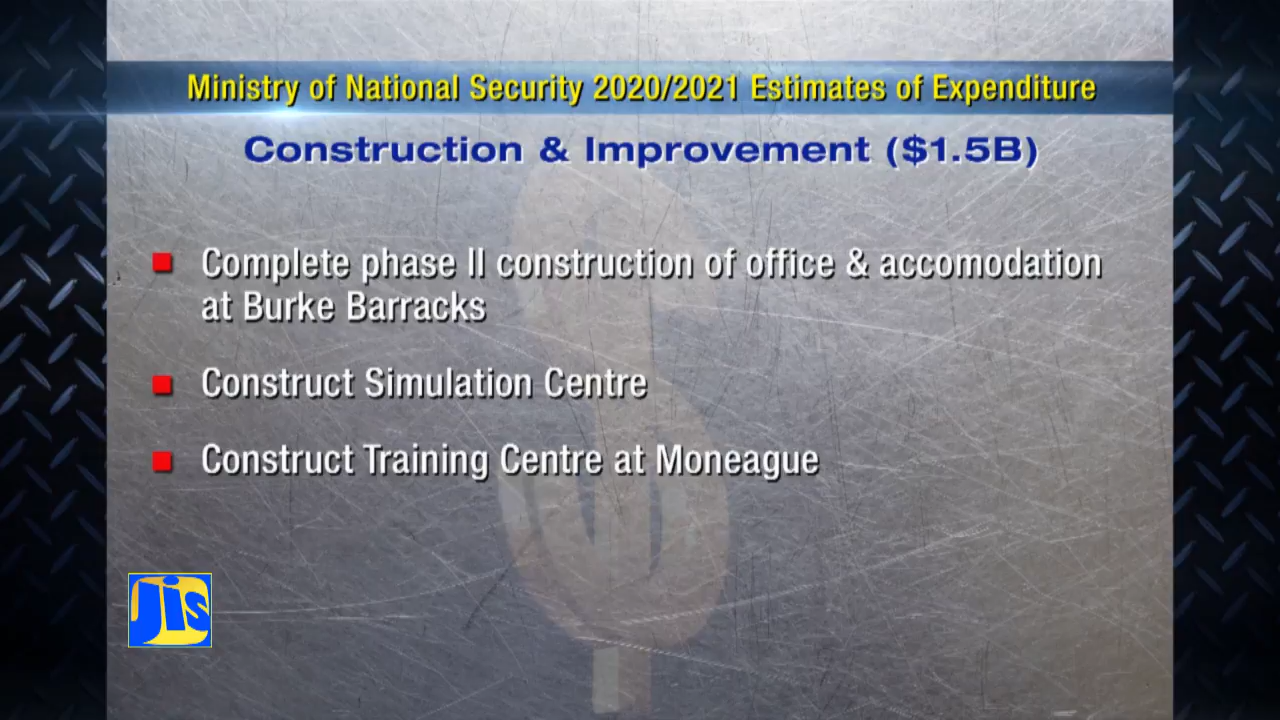 Ministry of National Security 2020/2021 Estimates of Expenditure
Construction & Improvement ($1.5B)
Complete phase II construction of office & accomodation
at Burke Barracks
Construct Simulation Centre
Construct Training Centre at Moneague
Jis